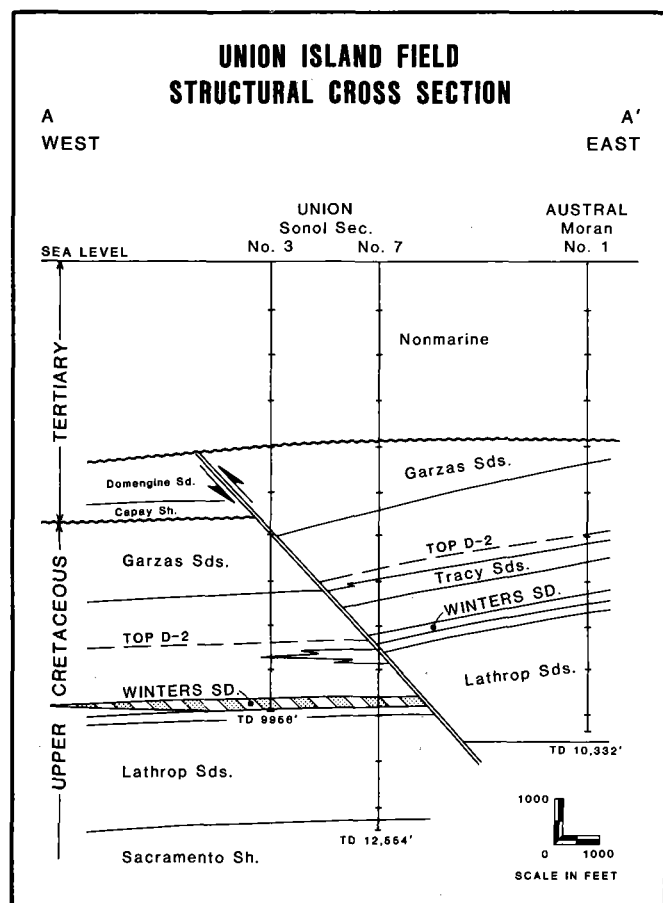 UNION ISLAND FIELD
STRUCTURAL CROSS SECTION
A
WEST
A'
EAST
UNION
Sonol Sec.
No. 3 No. 7
AUSTRAL
Moran
No. 1
SEA LEVEL
TERTIARY
UPPER CRETACEOUS
Nonmarine
Garzas Sds.
Domengine Sd.
Capay Sh.
Garzas Sds.
TOP D-2
Tracy Sds.
WINTERS SD.
TOP D-2
Lathrop Sds.
WINTERS SD.
TD 9966'
TD 10,332'
Lathrop Sds.
TD 12,554'
Sacramento Sh.
1000
0 1000
SCALE IN FEET